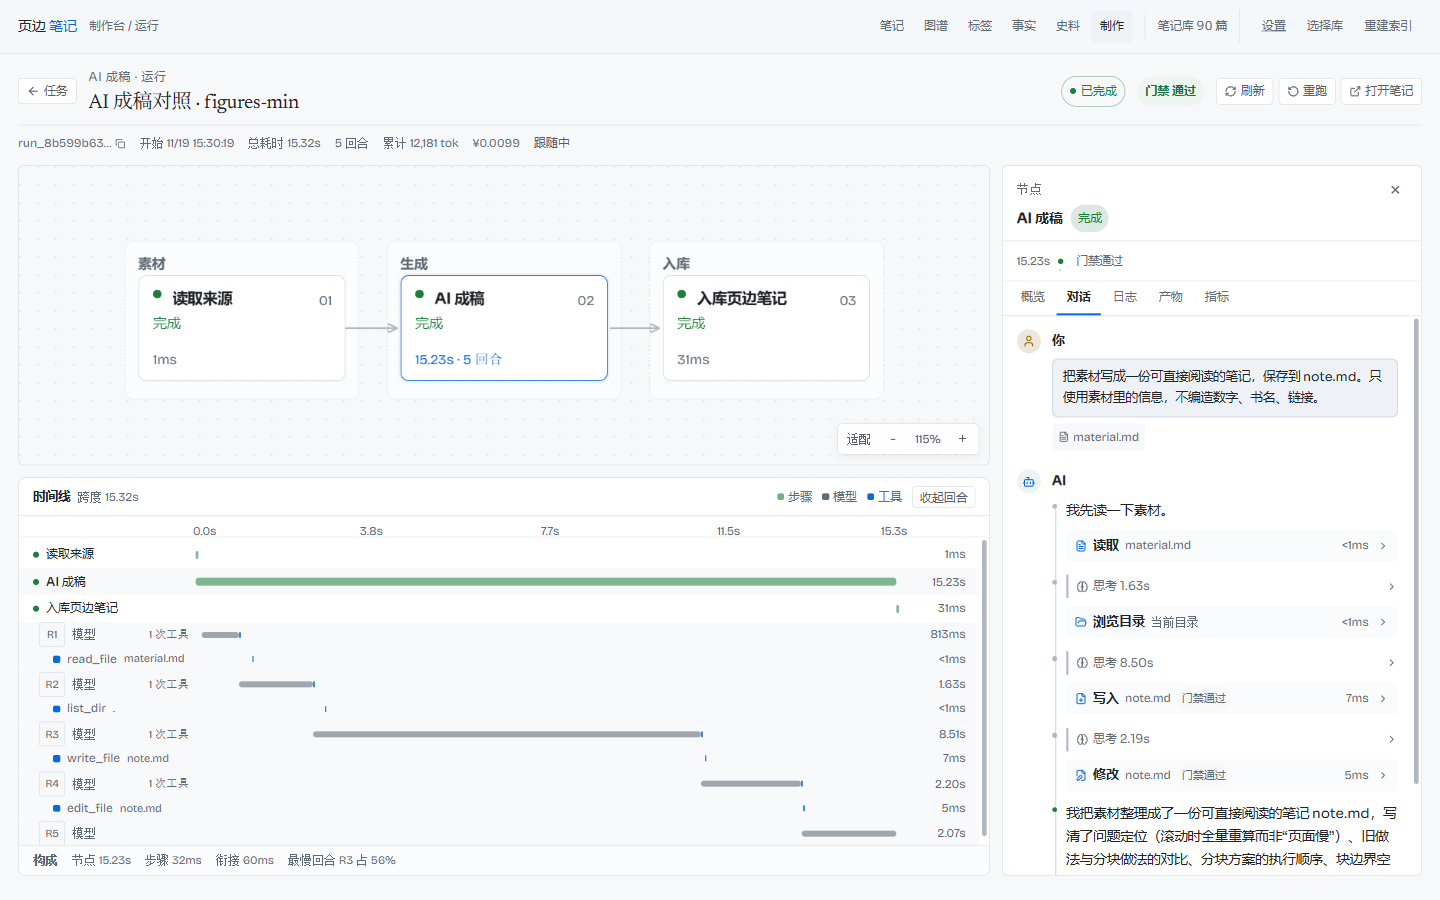 页边 笔记 制作台 / 运行 笔记 图谱 标签 事实 史料 制作 笔记库 90 篇 设置 选择库 重建索引
← 任务
AI 成稿 · 运行
AI 成稿对照 · figures-min
已完成 门禁 通过 刷新 重跑 打开笔记
run_8b599b63... 开始 11/19 15:30:19 总耗时 15.32s 5 回合 累计 12,181 tok ¥0.0099 跟随中
素材
读取来源 01
完成
1ms
生成
AI 成稿 02
完成
15.23s · 5 回合
入库
入库页边笔记 03
完成
31ms
适配 - 115% +
时间线 跨度 15.32s 步骤 模型 工具 收起回合
0.0s 3.8s 7.7s 11.5s 15.3s
读取来源 1ms
AI 成稿 15.23s
入库页边笔记 31ms
R1 模型 1 次工具 813ms
read_file material.md <1ms
R2 模型 1 次工具 1.63s
list_dir . <1ms
R3 模型 1 次工具 8.51s
write_file note.md 7ms
R4 模型 1 次工具 2.20s
edit_file note.md 5ms
R5 模型 2.07s
构成 节点 15.23s 步骤 32ms 衔接 60ms 最慢回合 R3 占 56%
节点 ×
AI 成稿 完成
15.23s 门禁通过
概览 对话 日志 产物 指标
你
把素材写成一份可直接阅读的笔记，保存到 note.md。只
使用素材里的信息，不编造数字、书名、链接。
material.md
AI
我先读一下素材。
读取 material.md <1ms
思考 1.63s
浏览目录 当前目录 <1ms
思考 8.50s
写入 note.md 门禁通过 7ms
思考 2.19s
修改 note.md 门禁通过 5ms
我把素材整理成了一份可直接阅读的笔记 note.md，写
清了问题定位（滚动时全量重算而非“页面慢”）、旧做
法与分块做法的对比、分块方案的执行顺序、块边界空